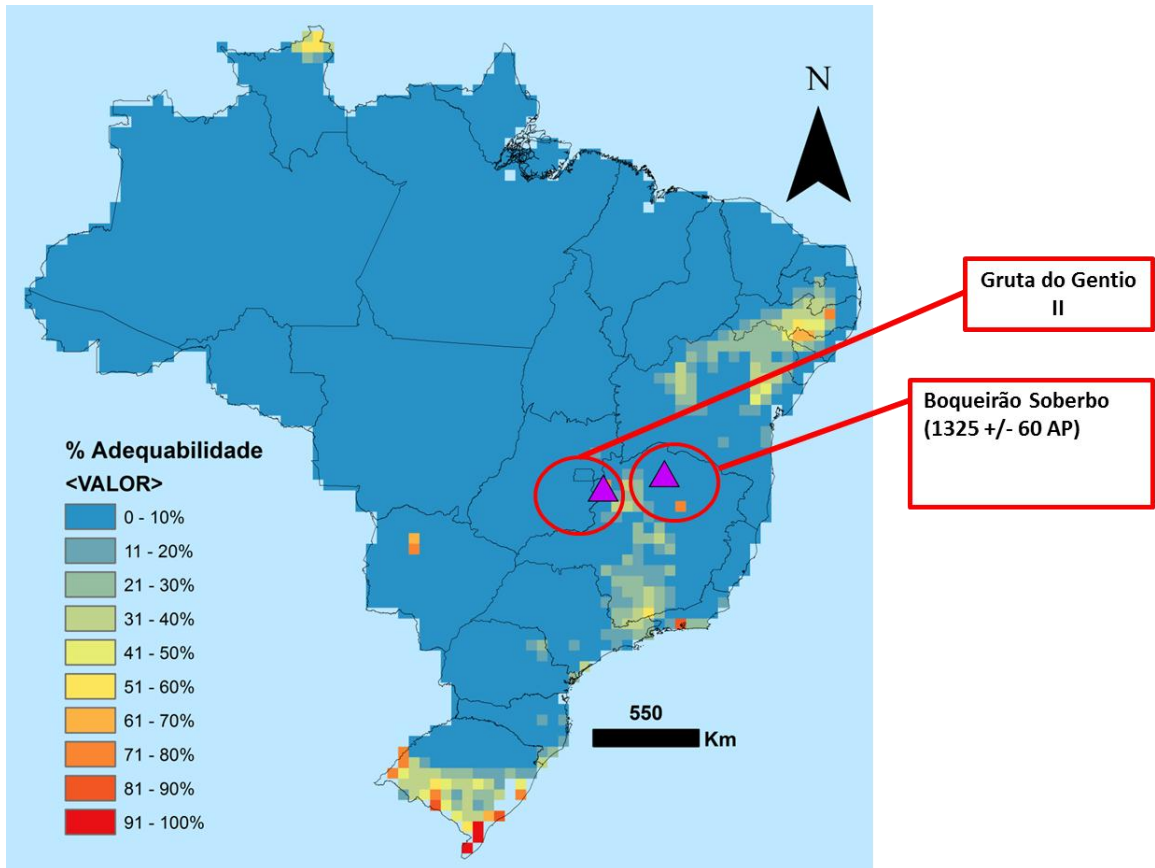 N
Gruta do Gentio
II
Boqueirão Soberbo
(1325 +/- 60 AP)
% Adequabilidade
<VALOR>
0 - 10%
11 - 20%
21 - 30%
31 - 40%
41 - 50%
51 - 60%
61 - 70%
71 - 80%
81 - 90%
91 - 100%
550
Km